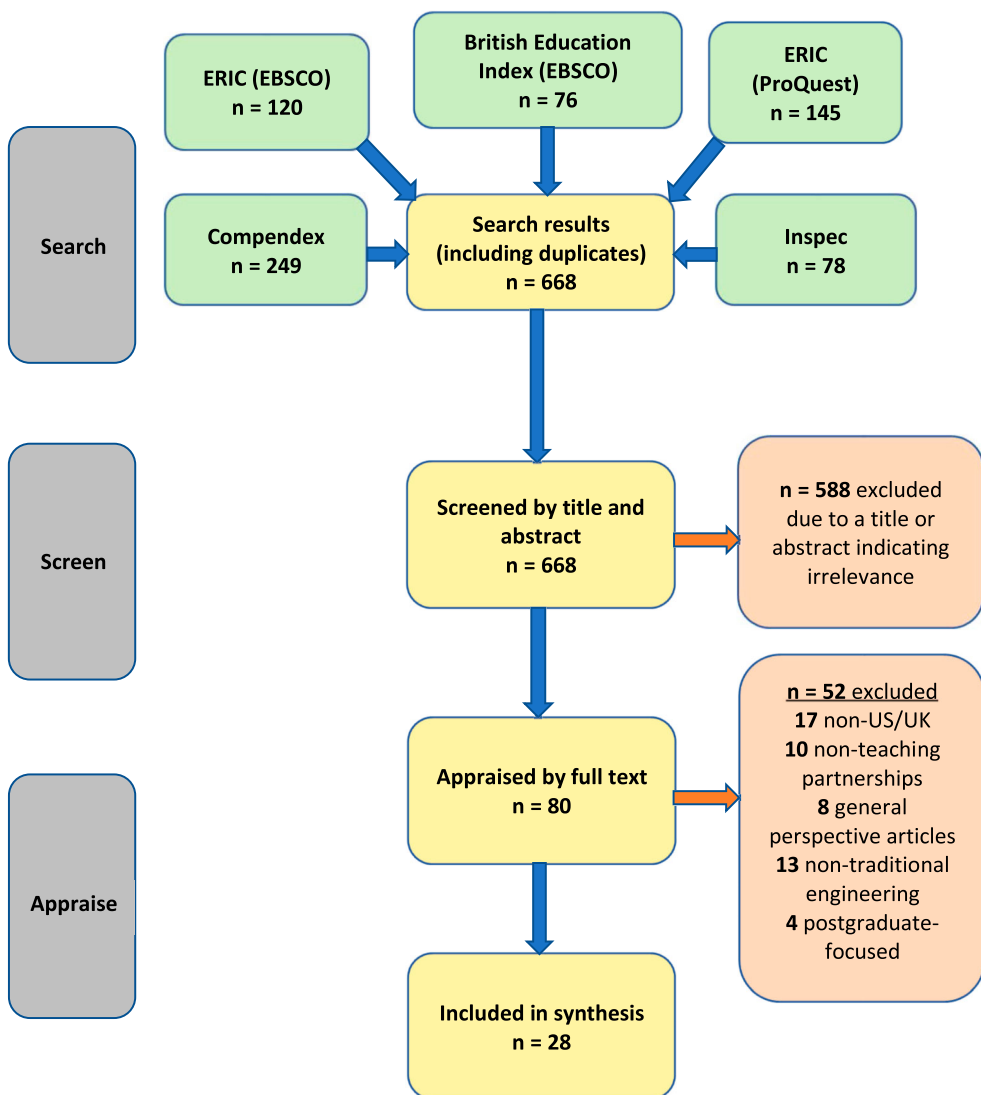 ERIC (EBSCO)
n = 120
British Education
Index (EBSCO)
n = 76
ERIC
(ProQuest)
n = 145
Search
Compendex
n = 249
Search results
(including duplicates)
n = 668
Inspec
n = 78
Screen
Screened by title and
abstract
n = 668
n = 588 excluded
due to a title or
abstract indicating
irrelevance
Appraise
Appraised by full text
n = 80
n = 52 excluded
17 non-US/UK
10 non-teaching
partnerships
8 general
perspective articles
13 non-traditional
engineering
4 postgraduate-
focused
Included in synthesis
n = 28